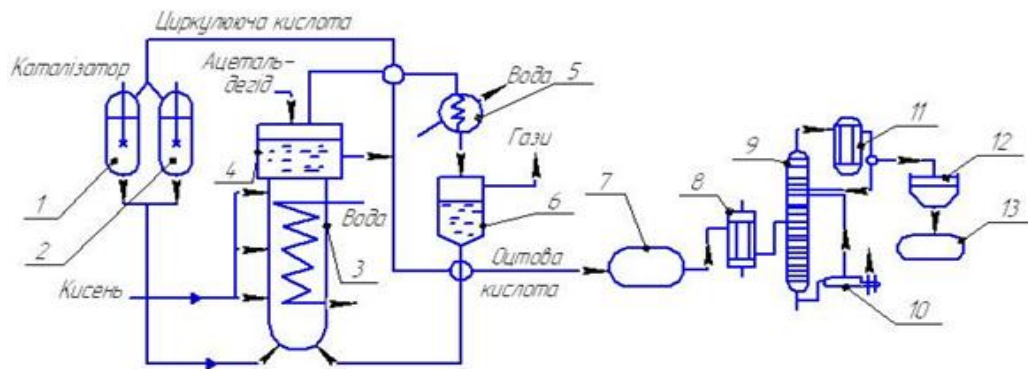 Циркулююча кислота
Каталізатор
Ацеталь-
дегід
Вода
5
Гази
11
9
12
4
7
8
1
6
13
Вода
2
3
Оцтова
кислота
Кисень
10